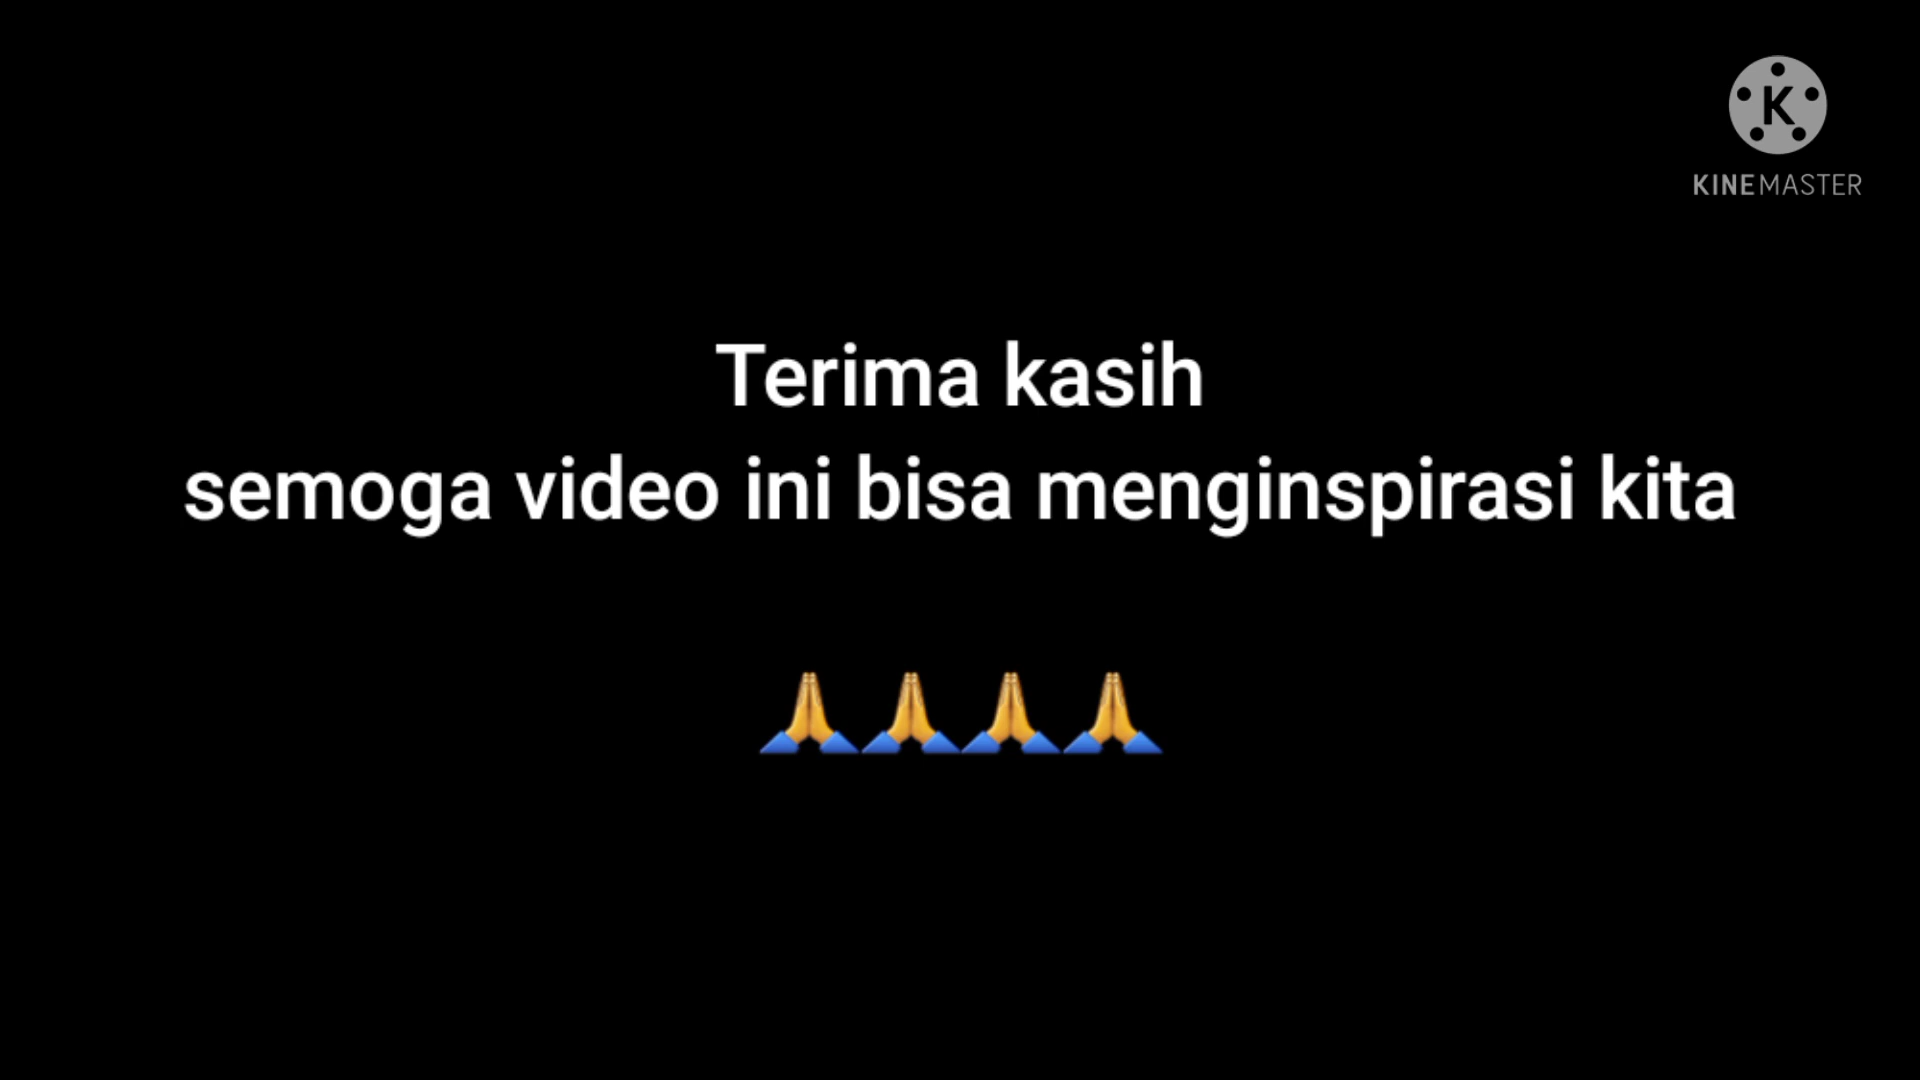 K
KINEMASTER
Terima kasih
semoga video ini bisa menginspirasi kita
🙏🙏🙏🙏